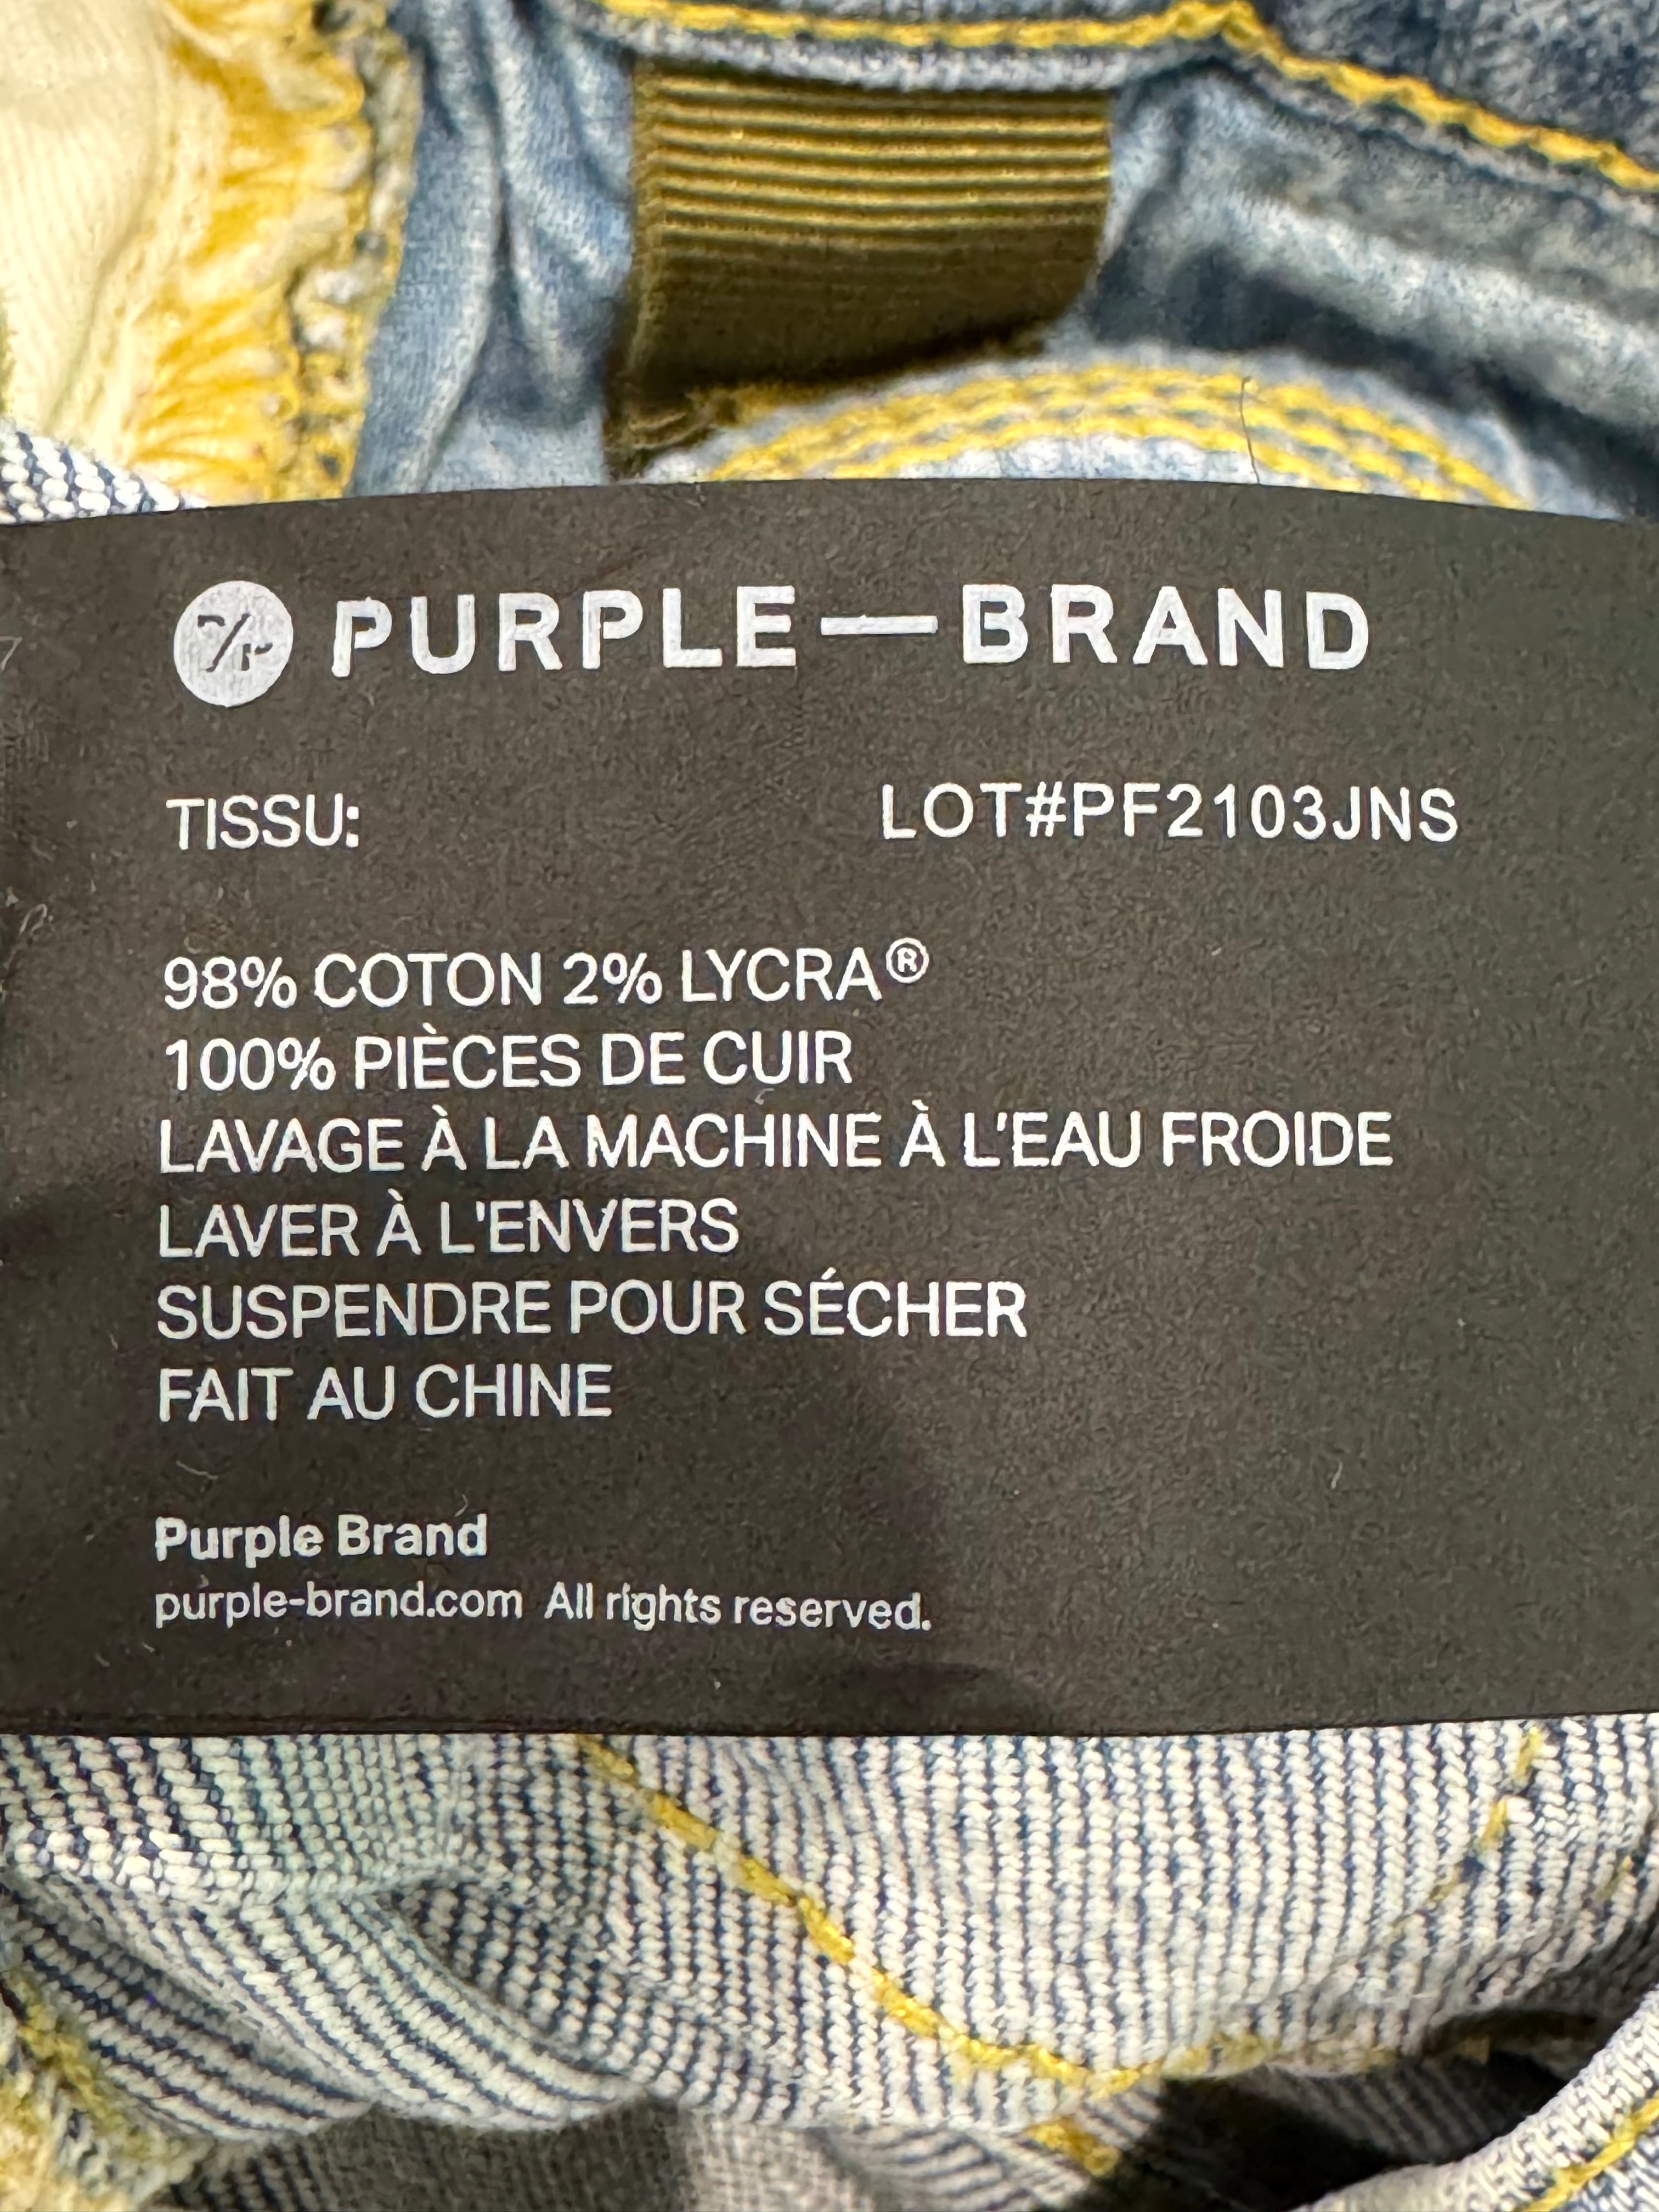 PURPLE—BRAND
TISSU:
LOT#PF2103JNS
98% COTON 2% LYCRA®
100% PIÈCES DE CUIR
LAVAGE À LA MACHINE À L'EAU FROIDE
LAVER À L'ENVERS
SUSPENDRE POUR SÉCHER
FAIT AU CHINE
Purple Brand
purple-brand.com All rights reserved.